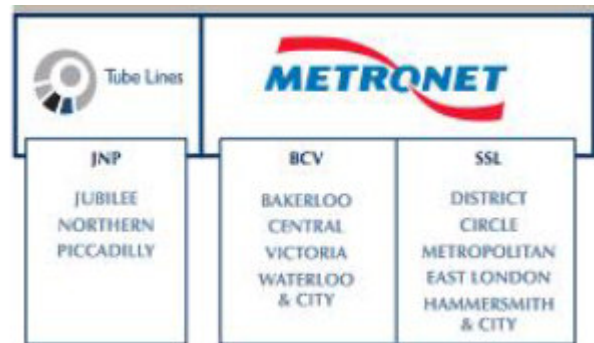 Tube Lines
METRONET
JNP
JUBILEE
NORTHERN
PICCADILLY
BCV
BAKERLOO
CENTRAL
VICTORIA
WATERLOO
& CITY
SSL
DISTRICT
CIRCLE
METROPOLITAN
EAST LONDON
HAMMERSMITH
& CITY